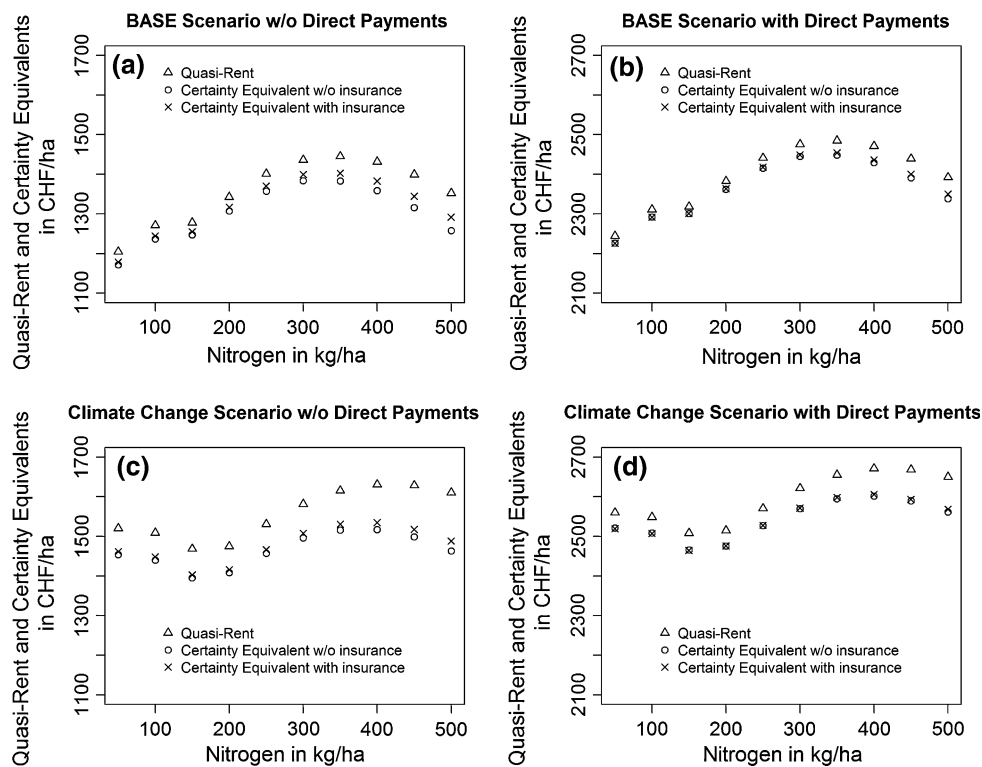 BASE Scenario w/o Direct Payments
(a)
Quasi-Rent
Certainty Equivalent w/o insurance
Certainty Equivalent with insurance
Quasi-Rent and Certainty Equivalents
in CHF/ha
1700
1500
1300
1100
100 200 300 400 500
Nitrogen in kg/ha
BASE Scenario with Direct Payments
(b)
Quasi-Rent
Certainty Equivalent w/o insurance
Certainty Equivalent with insurance
Quasi-Rent and Certainty Equivalents
in CHF/ha
2700
2500
2300
2100
100 200 300 400 500
Nitrogen in kg/ha
Climate Change Scenario w/o Direct Payments
(c)
Quasi-Rent and Certainty Equivalents
in CHF/ha
1700
1500
1300
1100
Quasi-Rent
Certainty Equivalent w/o insurance
Certainty Equivalent with insurance
100 200 300 400 500
Nitrogen in kg/ha
Climate Change Scenario with Direct Payments
(d)
Quasi-Rent and Certainty Equivalents
in CHF/ha
2700
2500
2300
2100
Quasi-Rent
Certainty Equivalent w/o insurance
Certainty Equivalent with insurance
100 200 300 400 500
Nitrogen in kg/ha